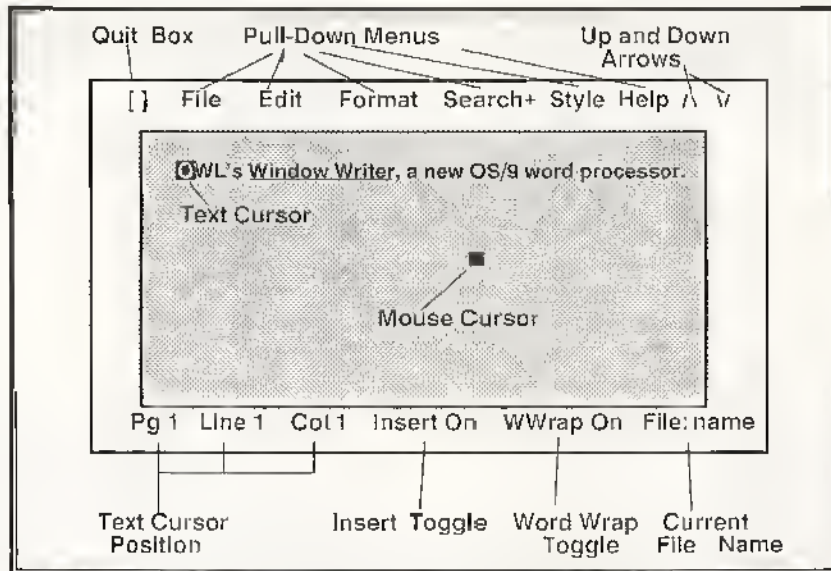 Quit Box Pull-Down Menus Up and Down
Arrows
[ } File Edit Format Search+ Style Help /\ \/
OWL's Window Writer, a new OS/9 word processor.
Text Cursor
Mouse Cursor
Pg 1 Line 1 Col 1 Insert On WWrap On File: name
Text Cursor Insert Toggle Word Wrap Current
Position Toggle File Name